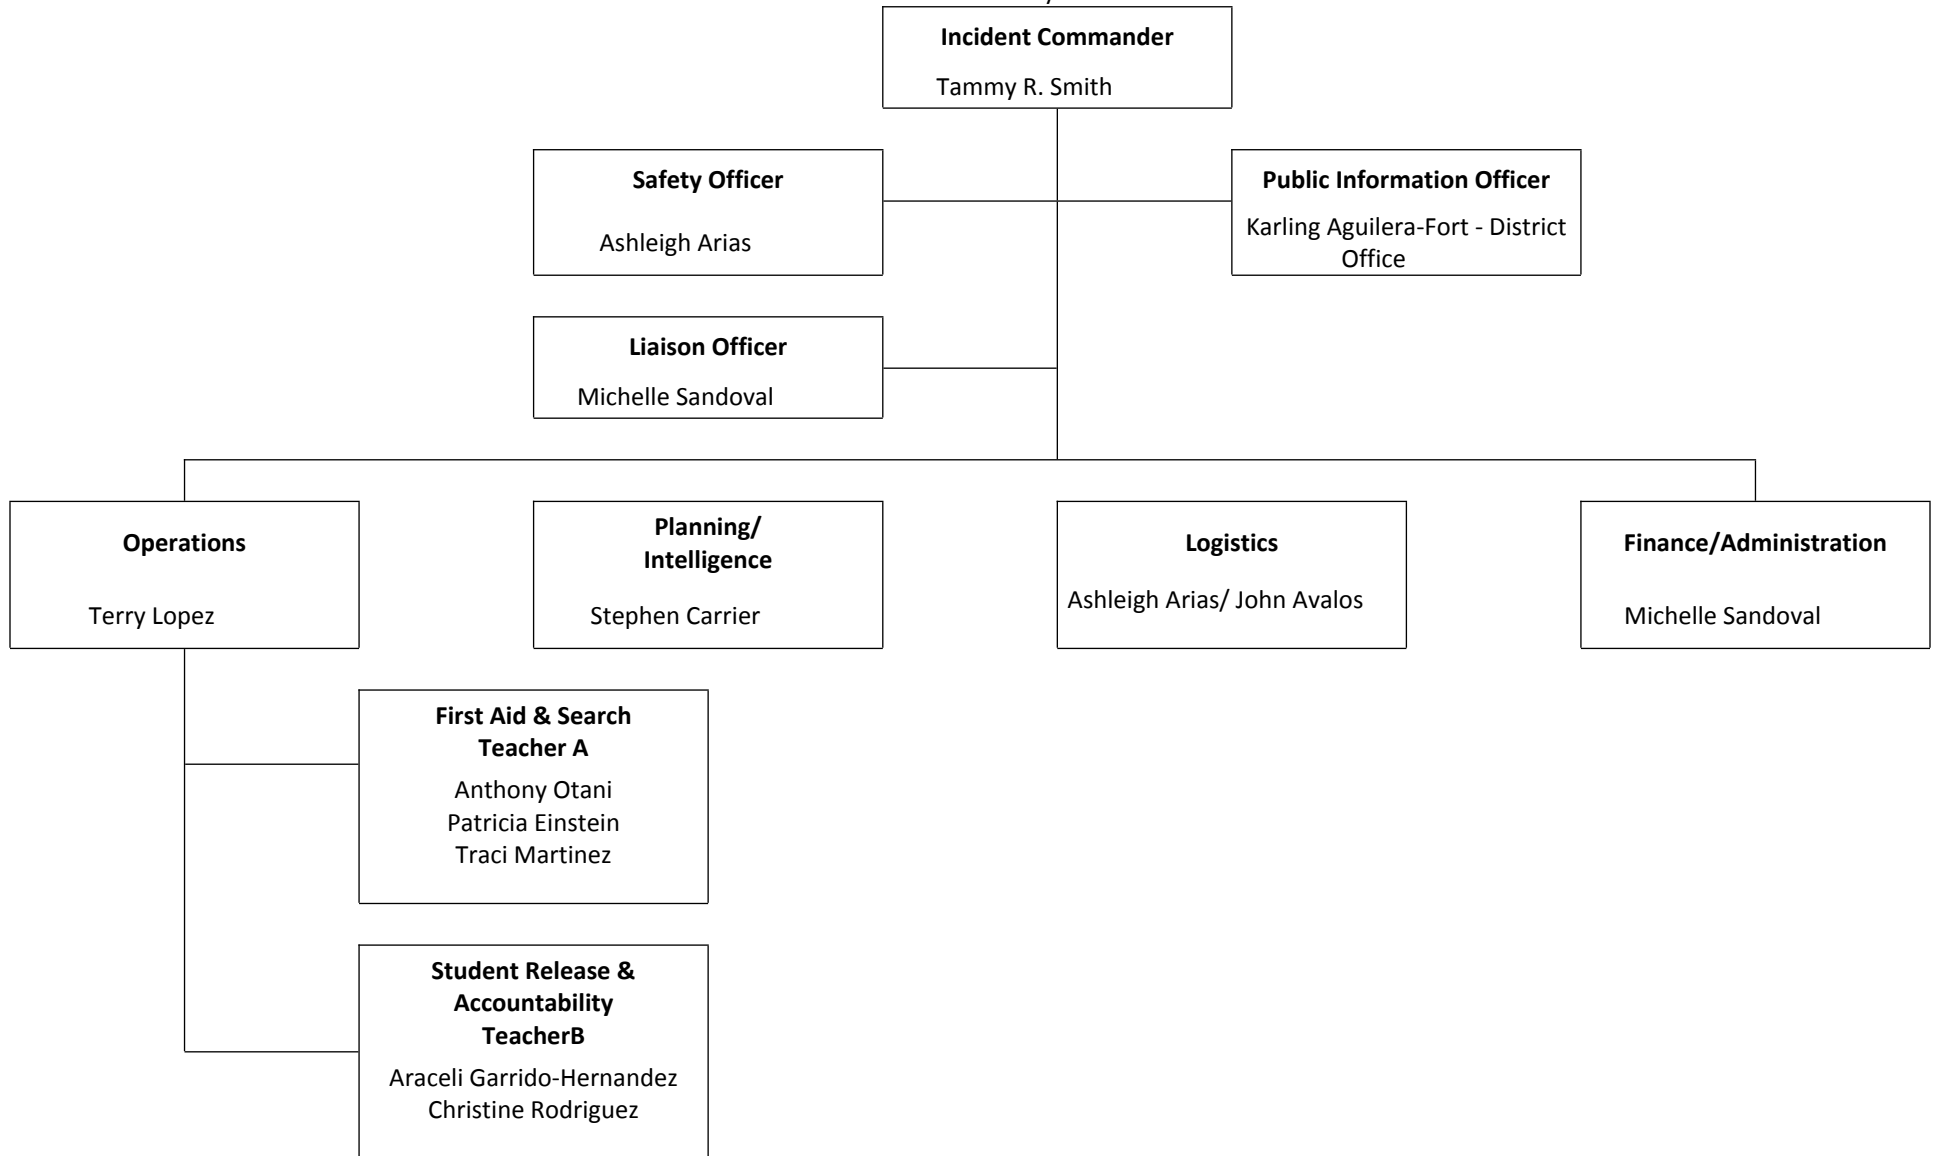 Incident Commander
Tammy R. Smith
Safety Officer
Ashleigh Arias
Public Information Officer
Karling Aguilera-Fort - District
Office
Liaison Officer
Michelle Sandoval
Operations
Terry Lopez
Planning/
Intelligence
Stephen Carrier
Logistics
Ashleigh Arias/ John Avalos
Finance/Administration
Michelle Sandoval
First Aid & Search
Teacher A
Anthony Otani
Patricia Einstein
Traci Martinez
Student Release &
Accountability
TeacherB
Araceli Garrido-Hernandez
Christine Rodriguez